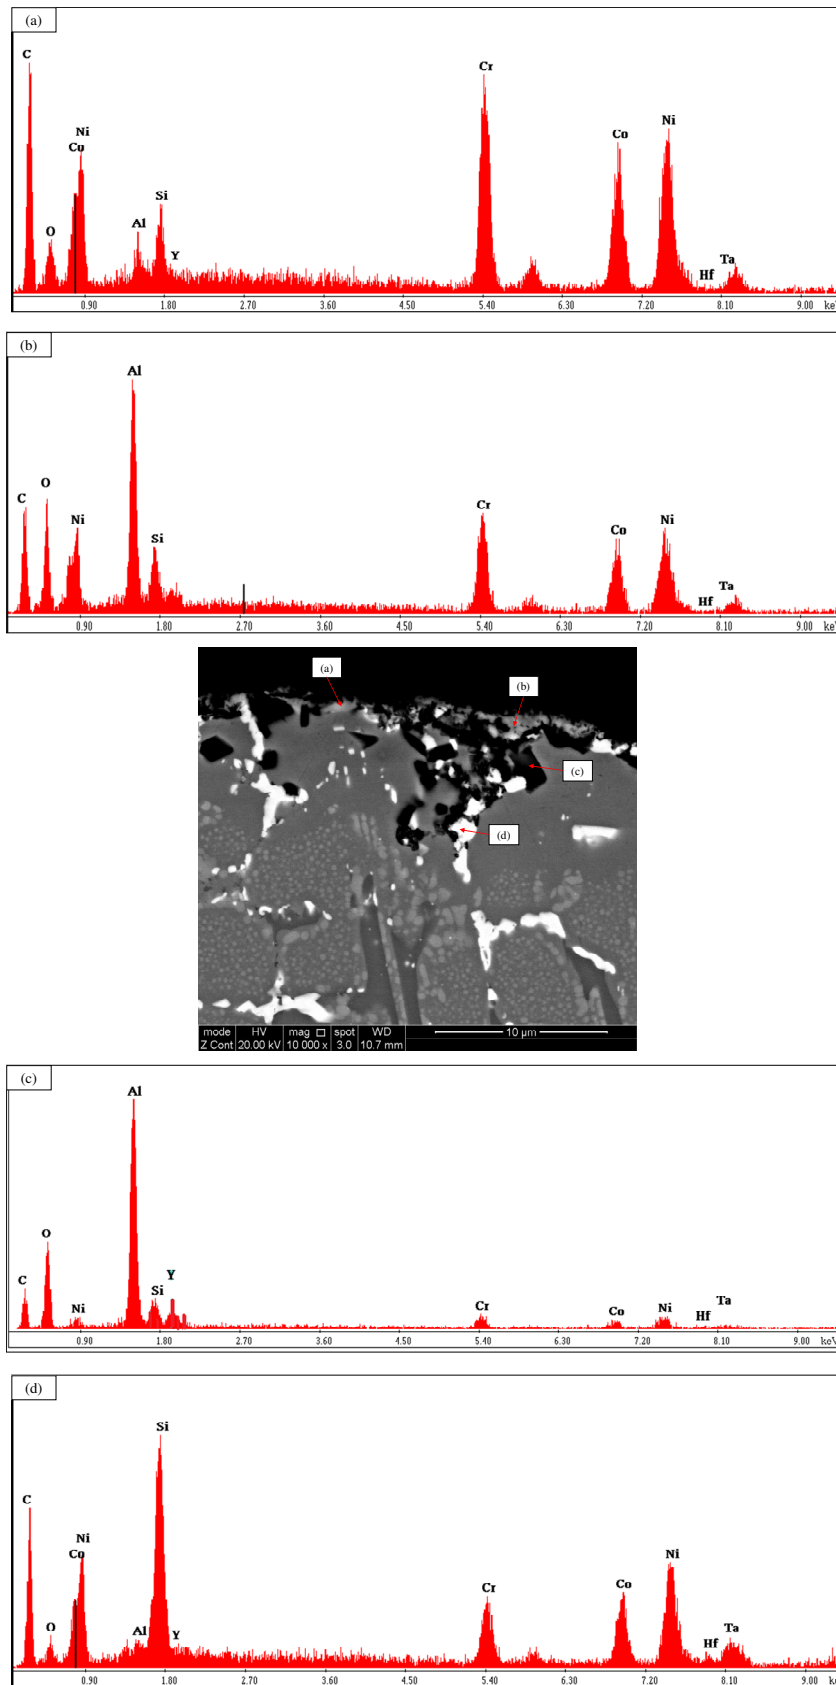 (a)
C
Cr
Ni
Co
Co
Ni
Si
O
Al
Y
Ta
Hf
0.90 1.80 2.70 3.60 4.50 5.40 6.30 7.20 8.10 9.00 keV
(b)
Al
O
C
Ni
Cr
Ni
Co
Si
Ta
Hf
0.90 1.80 2.70 3.60 4.50 5.40 6.30 7.20 8.10 9.00 keV
(a)
(b)
(c)
(d)
mode HV mag □ spot WD
Z Cont 20.00 kV 10 000 x 3.0 10.7 mm
10 µm
(c)
Al
O
C
Y
Si
Ni
Cr
Co
Ni
Ta
Hf
0.90 1.80 2.70 3.60 4.50 5.40 6.30 7.20 8.10 9.00 keV
(d)
Si
C
Ni
Co
Ni
Cr
Co
O
Al
Y
Ta
Hf
0.90 1.80 2.70 3.60 4.50 5.40 6.30 7.20 8.10 9.00 keV